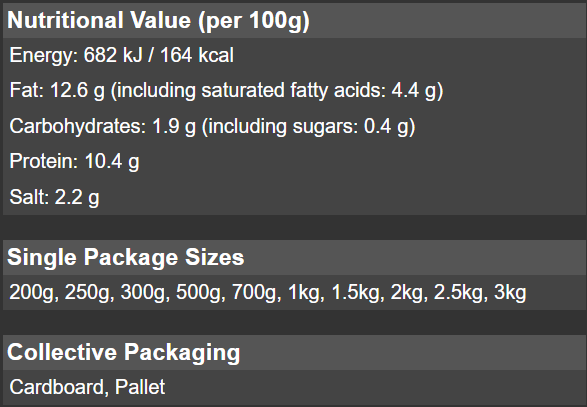 Nutritional Value (per 100g)
Energy: 682 kJ / 164 kcal
Fat: 12.6 g (including saturated fatty acids: 4.4 g)
Carbohydrates: 1.9 g (including sugars: 0.4 g)
Protein: 10.4 g
Salt: 2.2 g
Single Package Sizes
200g, 250g, 300g, 500g, 700g, 1kg, 1.5kg, 2kg, 2.5kg, 3kg
Collective Packaging
Cardboard, Pallet